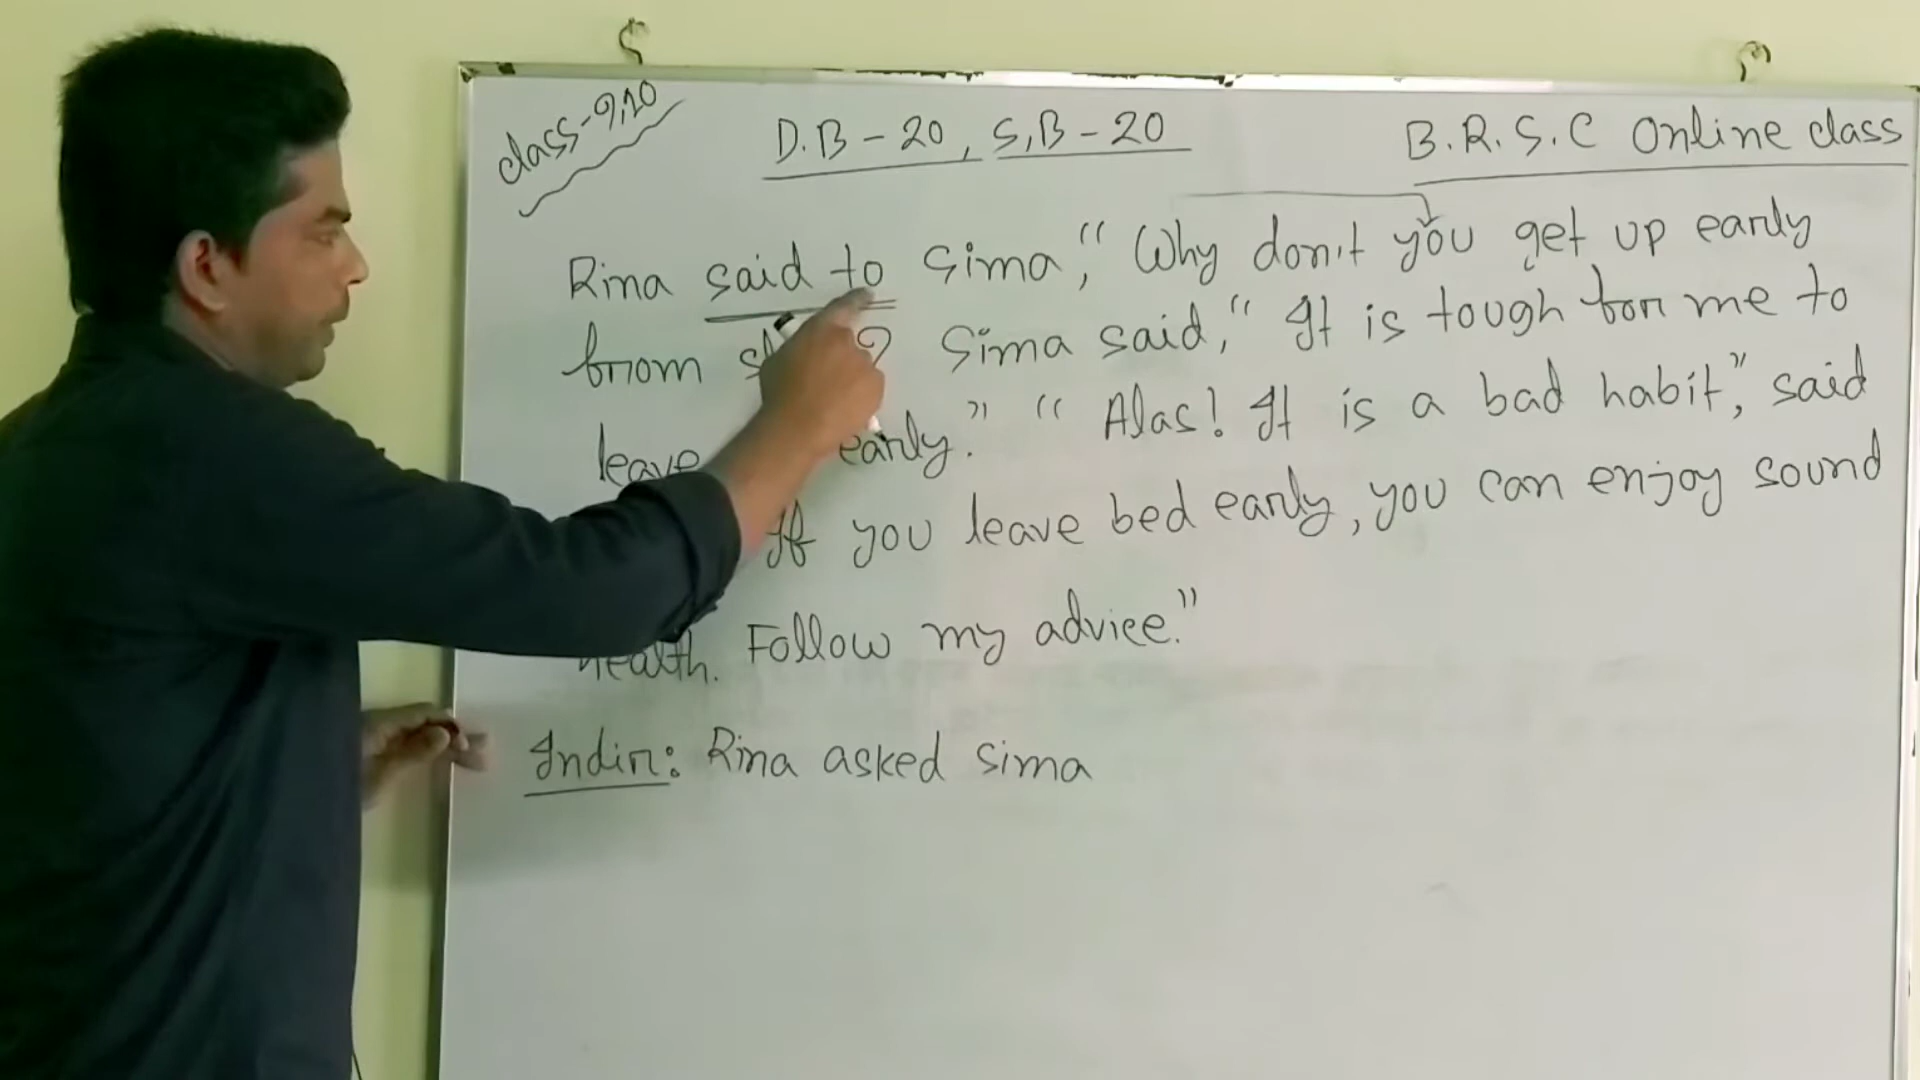 class-9,10
D.B-20, S.B-20
B.R.S.C Online class
Rina said to Sima, "Why don't you get up early
from ? Sima said, "It is tough for me to
leave early." "Alas! It is a bad habit," said
If you leave bed early, you can enjoy sound
health. Follow my advice."
Indir: Rina asked Sima